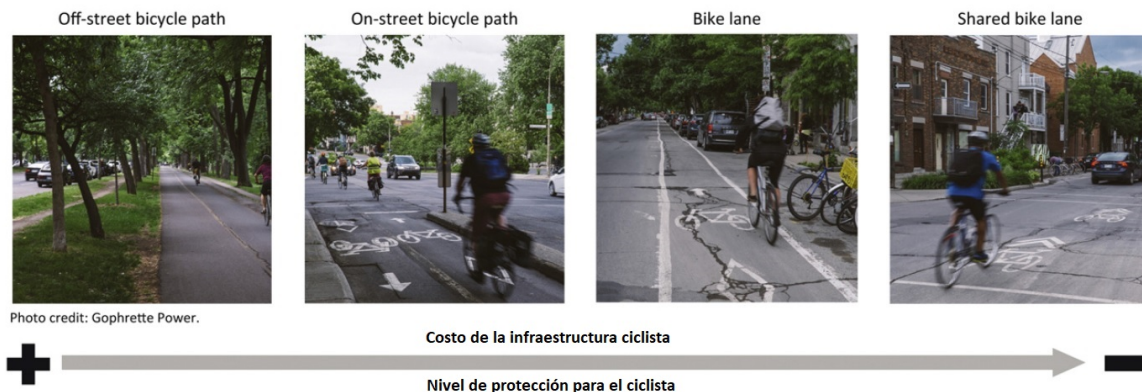 Off-street bicycle path
On-street bicycle path
Bike lane
Shared bike lane
Photo credit: Gophrette Power.
Costo de la infraestructura ciclista
Nivel de protección para el ciclista